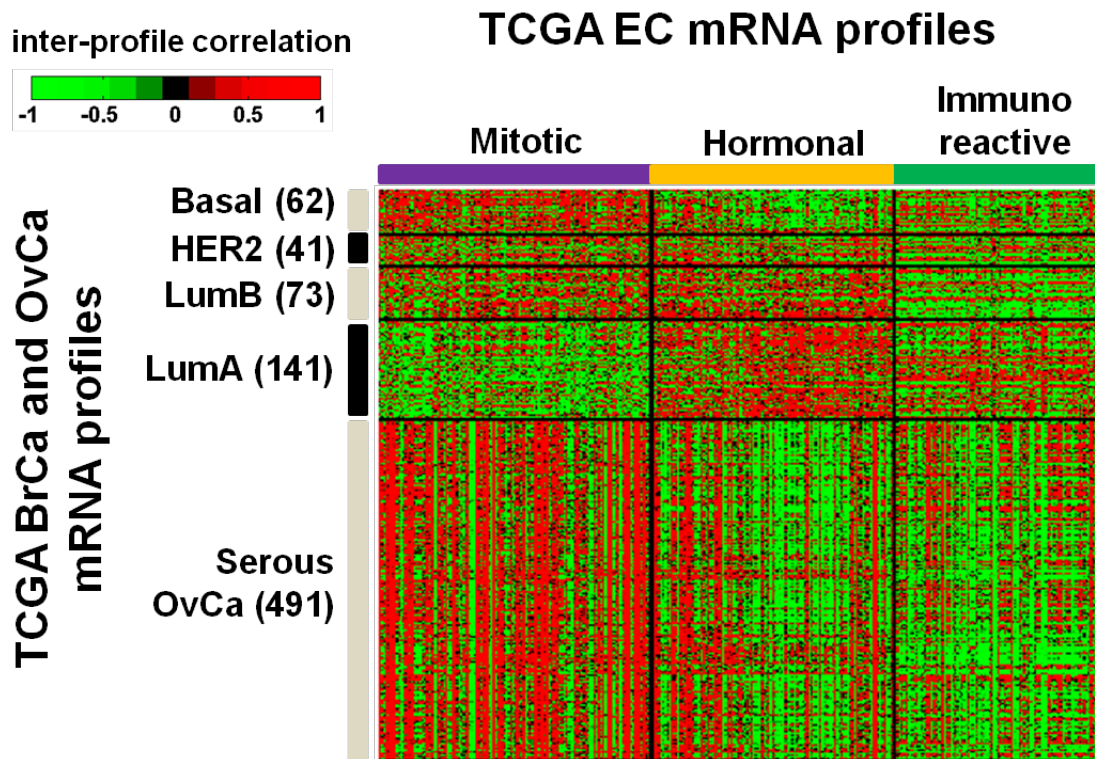 TCGA EC mRNA profiles
inter-profile correlation
-1 -0.5 0 0.5 1
Mitotic
Hormonal
Immuno
reactive
TCGA BrCa and OvCa
mRNA profiles
Basal (62)
HER2 (41)
LumB (73)
LumA (141)
Serous
OvCa (491)